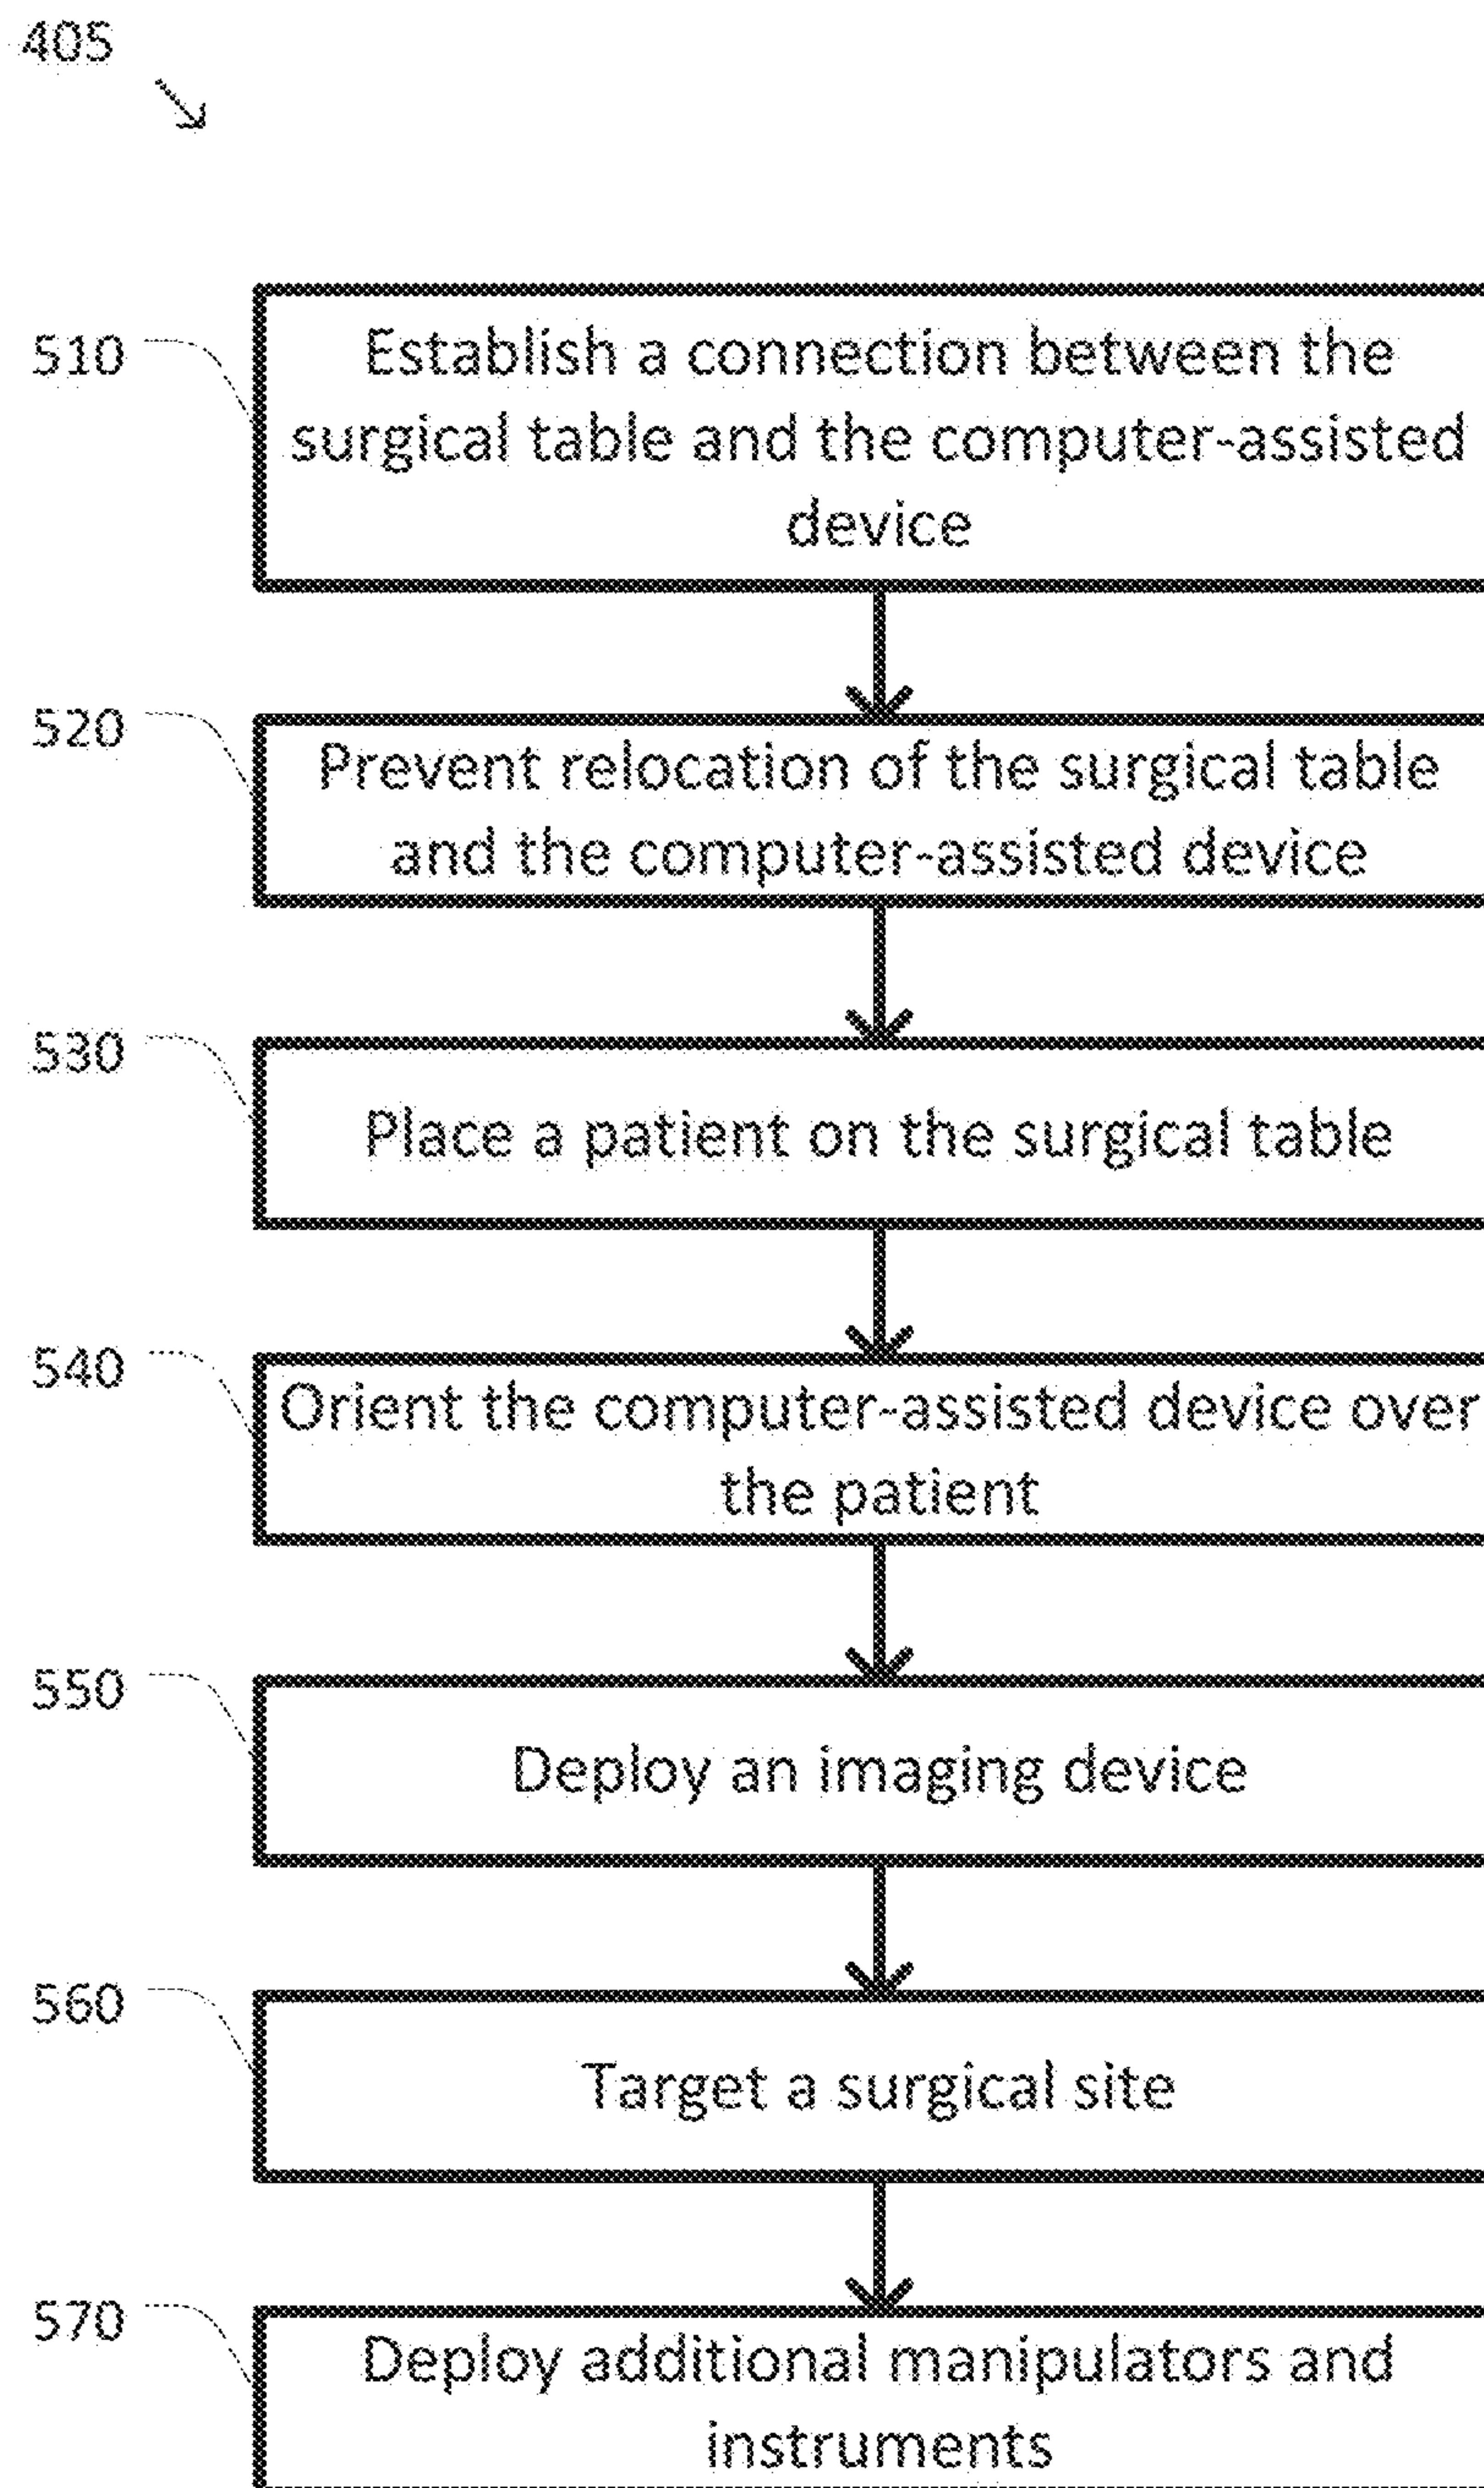 405
510
Establish a connection between the
surgical table and the computer-assisted
device
520
Prevent relocation of the surgical table
and the computer-assisted device
530
Place a patient on the surgical table
540
Orient the computer-assisted device over
the patient
550
Deploy an imaging device
560
Target a surgical site
570
Deploy additional manipulators and
instruments